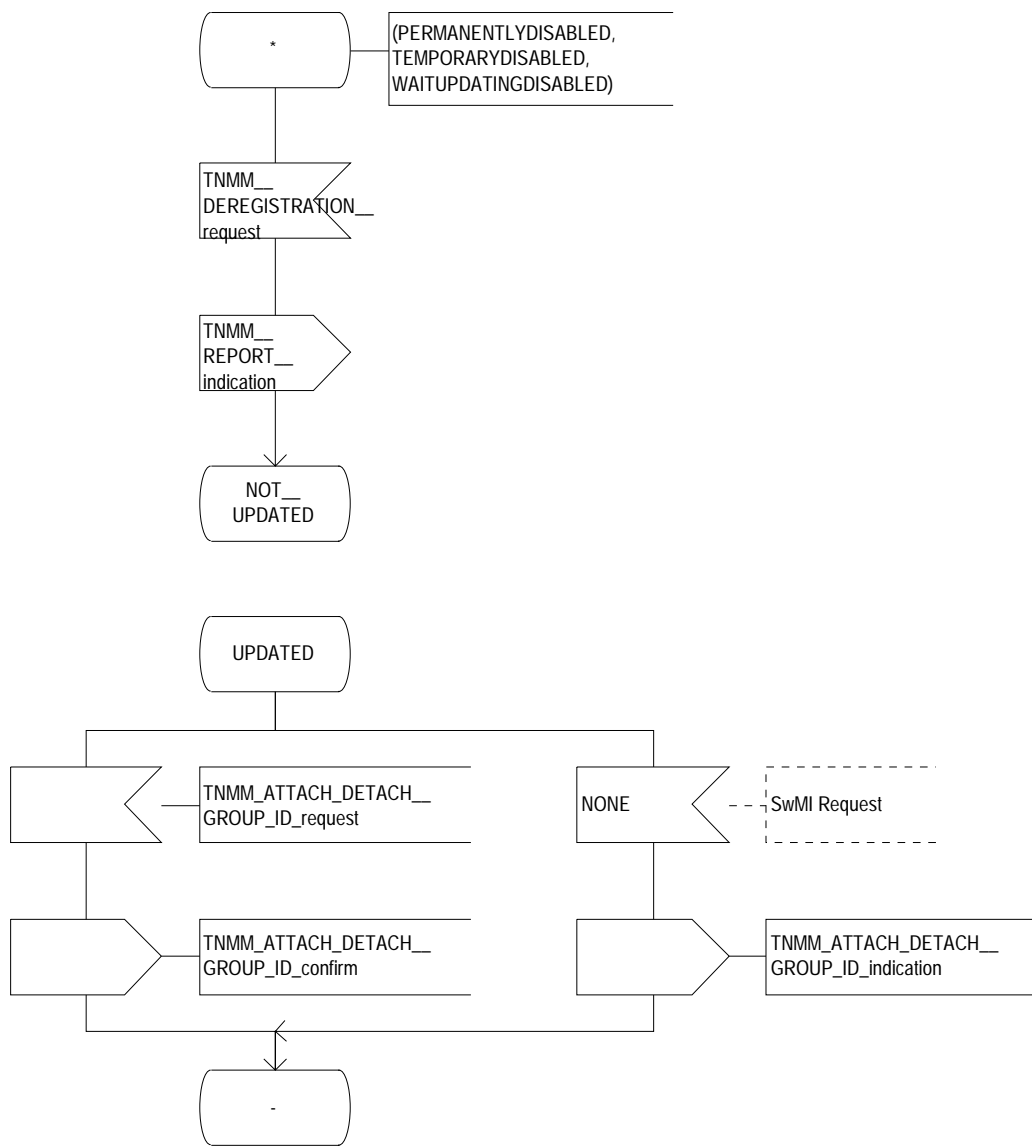 *
(PERMANENTLYDISABLED,
TEMPORARYDISABLED,
WAITUPDATINGDISABLED)
TNMM__
DEREGISTRATION__
request
TNMM__
REPORT__
indication
NOT__
UPDATED
UPDATED
TNMM_ATTACH_DETACH__
GROUP_ID_request
NONE
SwMI Request
TNMM_ATTACH_DETACH__
GROUP_ID_confirm
TNMM_ATTACH_DETACH__
GROUP_ID_indication
-